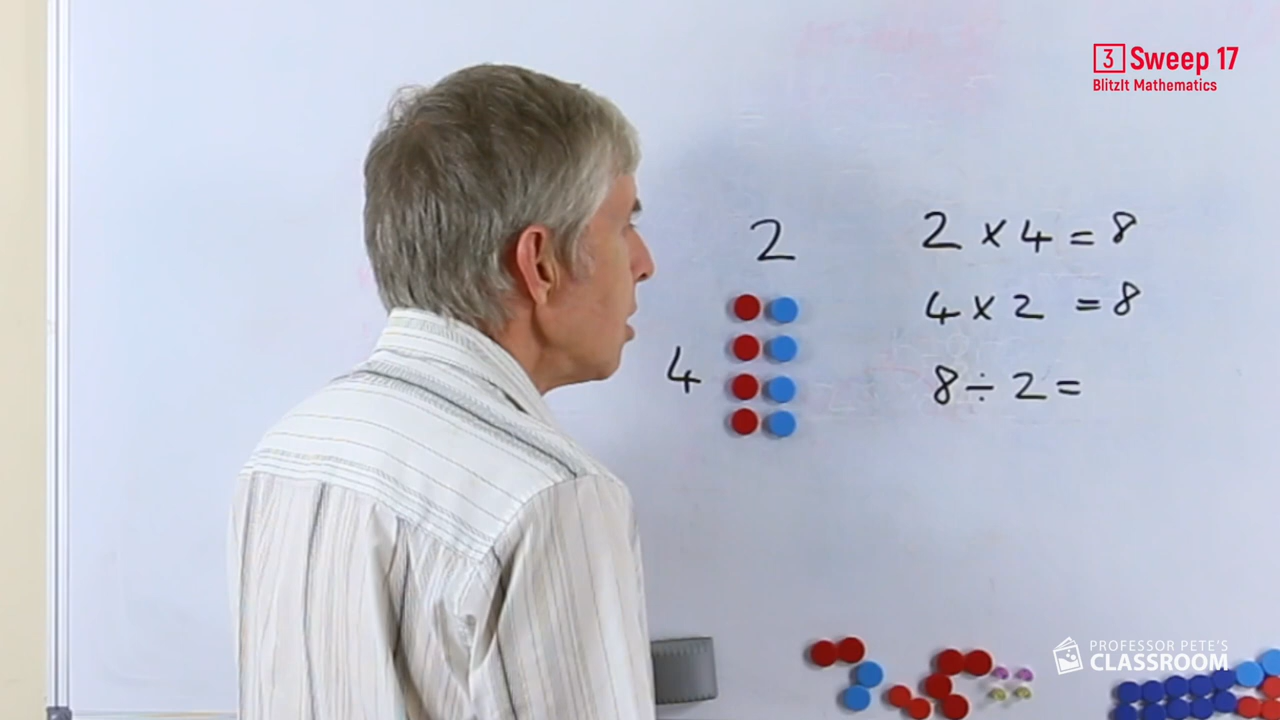 3 Sweep 17
BlitzIt Mathematics
2
4
2 × 4 = 8
4 × 2 = 8
8 ÷ 2 =
PROFESSOR PETE'S
CLASSROOM